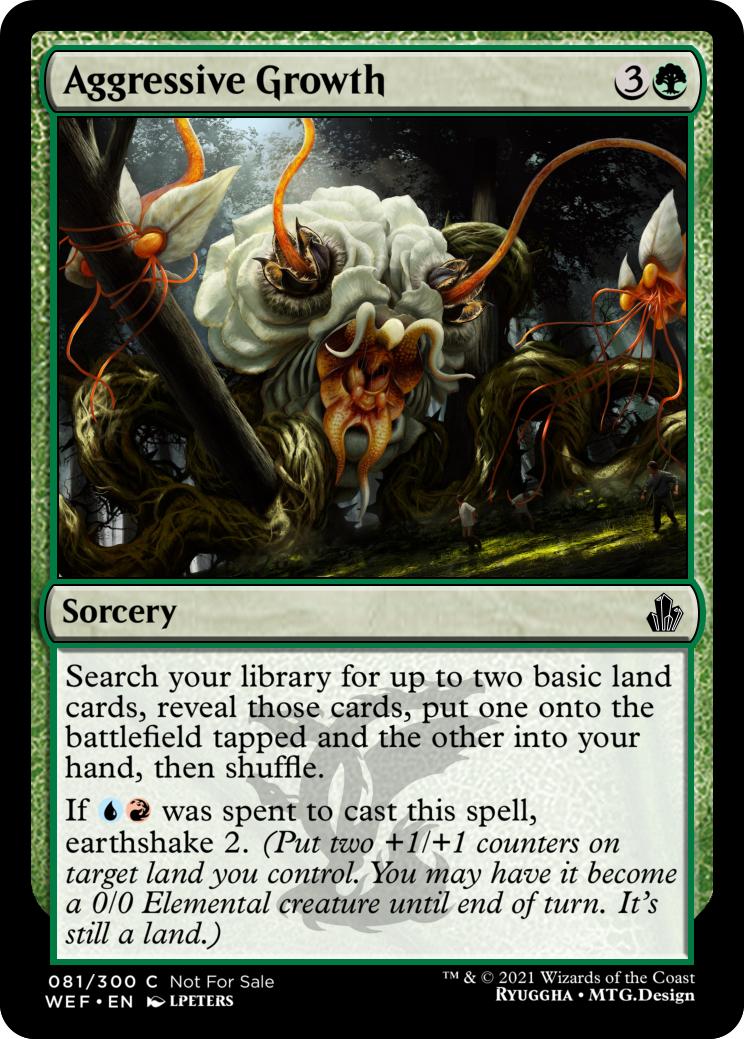 Aggressive Growth 3
Sorcery
Search your library for up to two basic land
cards, reveal those cards, put one onto the
battlefield tapped and the other into your
hand, then shuffle.
If was spent to cast this spell,
earthshake 2. (Put two +1/+1 counters on
target land you control. You may have it become
a 0/0 Elemental creature until end of turn. It's
still a land.)
081/300 C Not For Sale
WEF • EN LPETERS
™ & © 2021 Wizards of the Coast
Ryuggha • MTG.Design